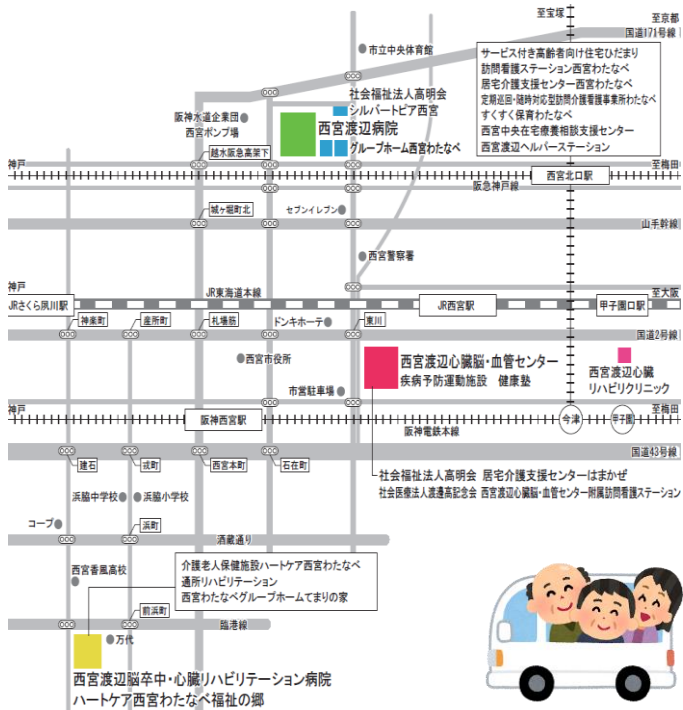 至宝塚
至京都
国道171号線
市立中央体育館
サービス付き高齢者向け住宅ひだまり
訪問看護ステーション西宮わたなべ
居宅介護支援センター西宮わたなべ
定期巡回・随時対応型訪問介護看護事業所わたなべ
すくすく保育わたなべ
西宮中央在宅療養相談支援センター
西宮渡辺ヘルパーステーション
社会福祉法人高明会
シルバートピア西宮
阪神水道企業団
西宮ポンプ場
西宮渡辺病院
グループホーム西宮わたなべ
越水阪急高架下
神戸
至梅田
西宮北口駅
阪急神戸線
城ヶ堀町北
セブンイレブン
山手幹線
西宮警察署
神戸
JR東海道本線
至大阪
JRさくら夙川駅
JR西宮駅
甲子園口駅
神楽町
産所町
札場筋
ドンキホーテ
東川
国道2号線
西宮市役所
西宮渡辺心臓脳・血管センター
疾病予防運動施設 健康塾
西宮渡辺心臓
リハビリクリニック
市営駐車場
神戸
至梅田
阪神西宮駅
今津
甲子園
阪神電鉄本線
国道43号線
建石
戎町
西宮本町
石在町
社会福祉法人高明会 居宅介護支援センターはまかぜ
社会医療法人渡邊高記念会 西宮渡辺心臓脳・血管センター附属訪問看護ステーション
浜脇中学校
浜脇小学校
コープ
浜町
酒蔵通り
西宮香風高校
介護老人保健施設ハートケア西宮わたなべ
通所リハビリテーション
西宮わたなべグループホームてまりの家
前浜町
臨港線
万代
西宮渡辺脳卒中・心臓リハビリテーション病院
ハートケア西宮わたなべ福祉の郷